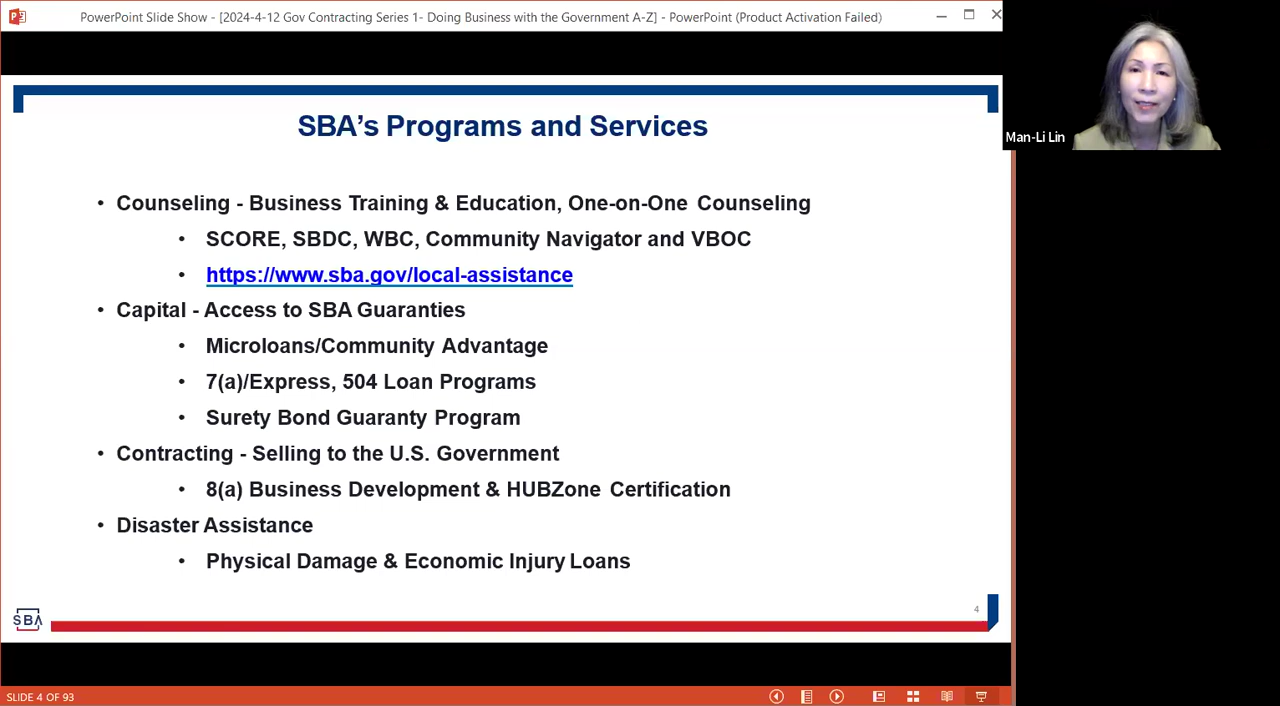 PowerPoint Slide Show - [2024-4-12 Gov Contracting Series 1- Doing Business with the Government A-Z] - PowerPoint (Product Activation Failed)
Man-Li Lin
SBA's Programs and Services
• Counseling - Business Training & Education, One-on-One Counseling
• SCORE, SBDC, WBC, Community Navigator and VBOC
• https://www.sba.gov/local-assistance
• Capital - Access to SBA Guaranties
• Microloans/Community Advantage
• 7(a)/Express, 504 Loan Programs
• Surety Bond Guaranty Program
• Contracting - Selling to the U.S. Government
• 8(a) Business Development & HUBZone Certification
• Disaster Assistance
• Physical Damage & Economic Injury Loans
4
SBA
SLIDE 4 OF 93